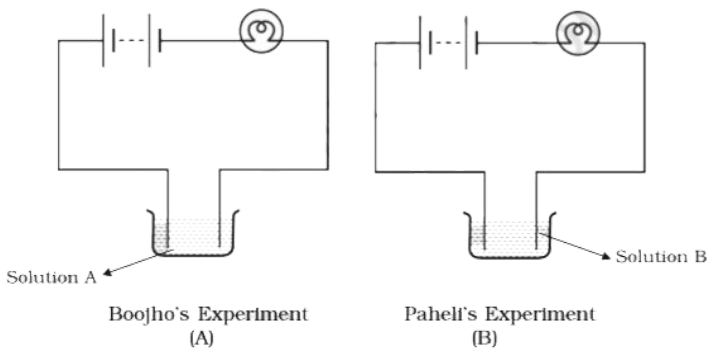 Solution A
Solution B
Boojho's Experiment
(A)
Paheli's Experiment
(B)